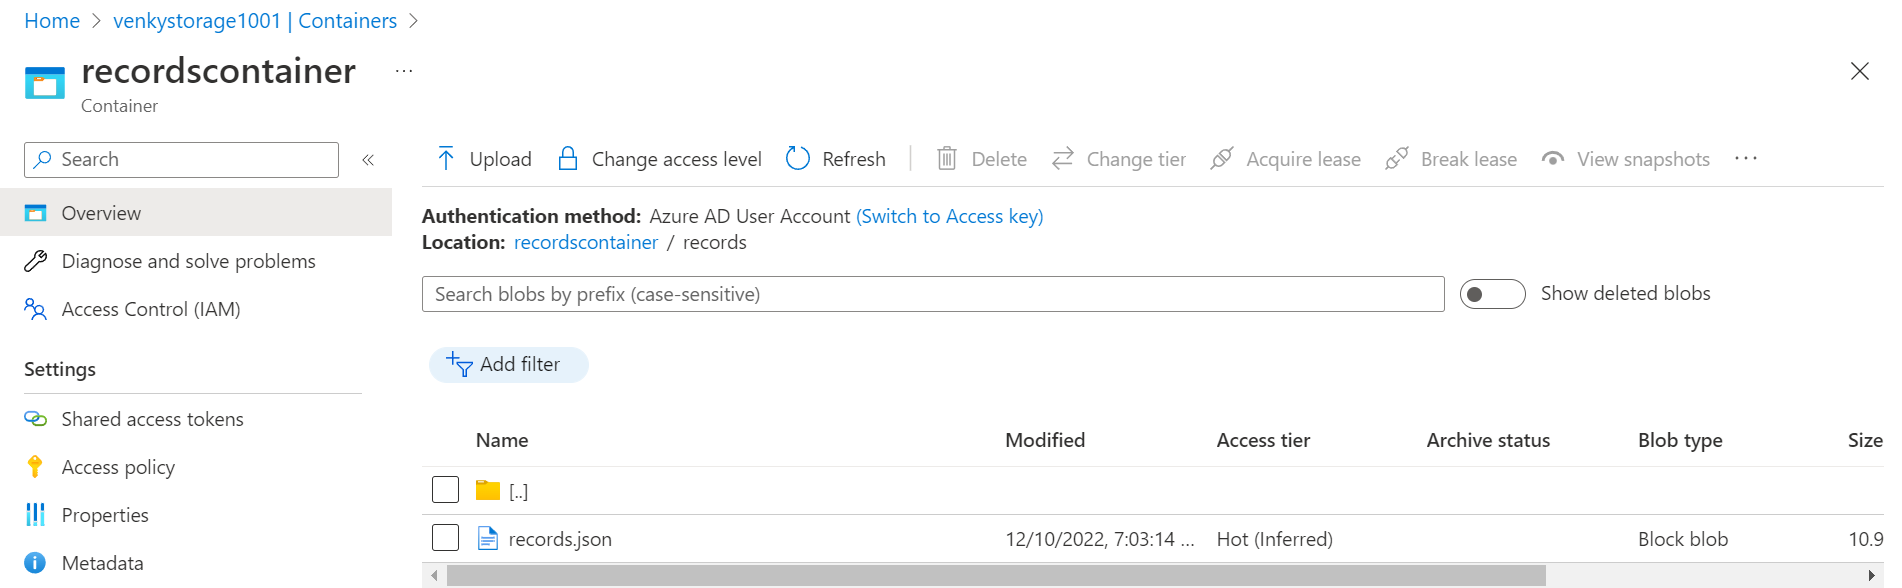 Home > venkystorage1001 | Containers >
recordscontainer ...
Container
Search «
Upload Change access level Refresh Delete Change tier Acquire lease Break lease View snapshots ...
Overview
Diagnose and solve problems
Access Control (IAM)
Settings
Shared access tokens
Access policy
Properties
Metadata
Authentication method: Azure AD User Account (Switch to Access key)
Location: recordscontainer / records
Search blobs by prefix (case-sensitive) Show deleted blobs
Add filter
Name Modified Access tier Archive status Blob type Size
[..]
records.json 12/10/2022, 7:03:14 ... Hot (Inferred) Block blob 10.9